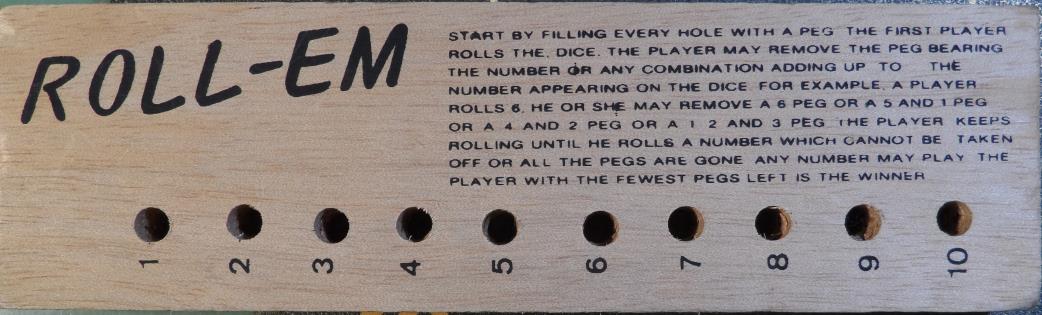 ROLL-EM
START BY FILLING EVERY HOLE WITH A PEG THE FIRST PLAYER
ROLLS THE. DICE. THE PLAYER MAY REMOVE THE PEG BEARING
THE NUMBER OR ANY COMBINATION ADDING UP TO THE
NUMBER APPEARING ON THE DICE. FOR EXAMPLE, A PLAYER
ROLLS 6, HE OR SHE MAY REMOVE A 6 PEG OR A 5 AND 1 PEG
OR A 4 AND 2 PEG OR A 1 2 AND 3 PEG THE PLAYER KEEPS
ROLLING UNTIL HE ROLLS A NUMBER WHICH CANNOT BE TAKEN
OFF OR ALL THE PEGS ARE GONE ANY NUMBER MAY PLAY THE
PLAYER WITH THE FEWEST PEGS LEFT IS THE WINNER
1 2 3 4 5 6 7 8 9 10